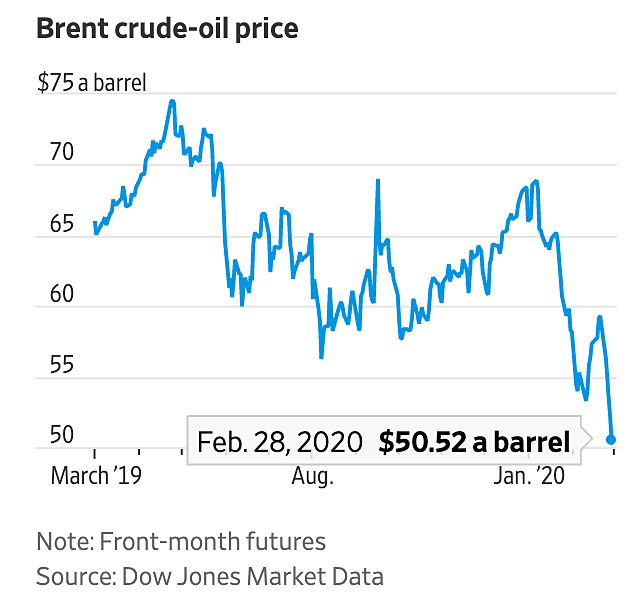 Brent crude-oil price
$75 a barrel
70
65
60
55
50
Feb. 28, 2020 $50.52 a barrel
March ’19 Aug. Jan. ’20
Note: Front-month futures
Source: Dow Jones Market Data